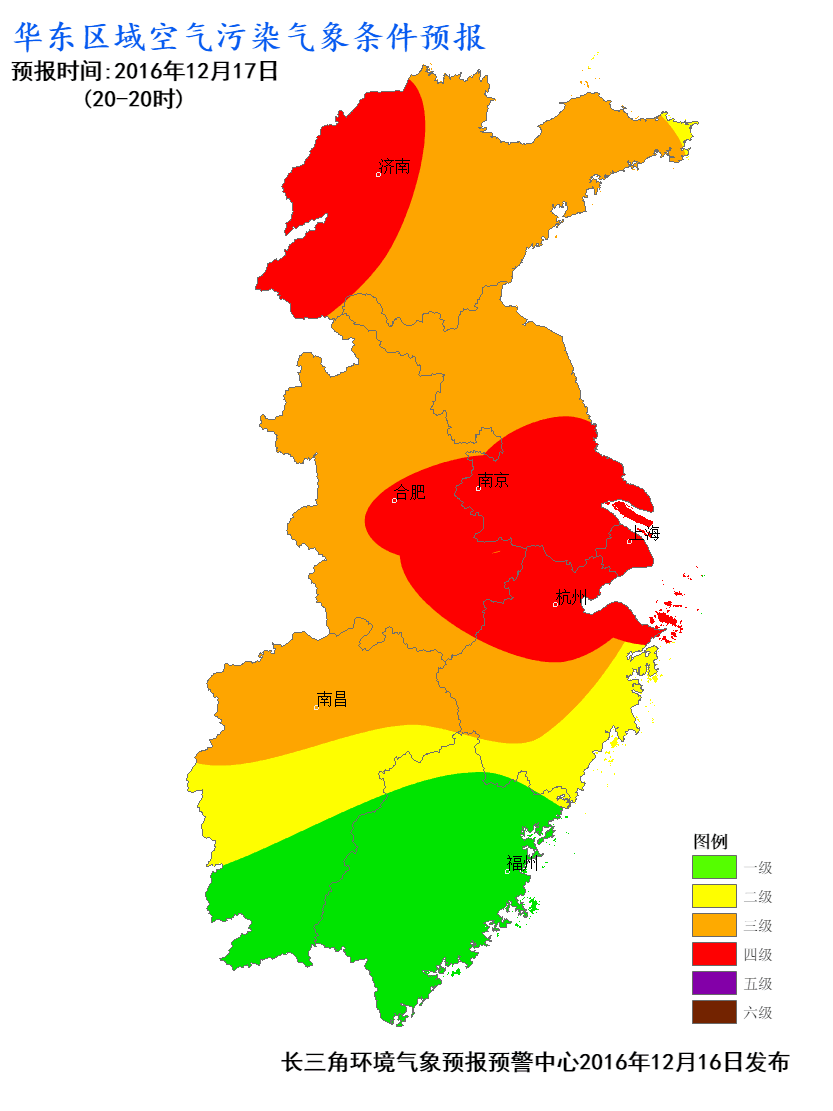 华东区域空气污染气象条件预报
预报时间:2016年12月17日
(20-20时)
济南
南京
合肥
上海
杭州
南昌
福州
图例
一级
二级
三级
四级
五级
六级
长三角环境气象预报预警中心2016年12月16日发布